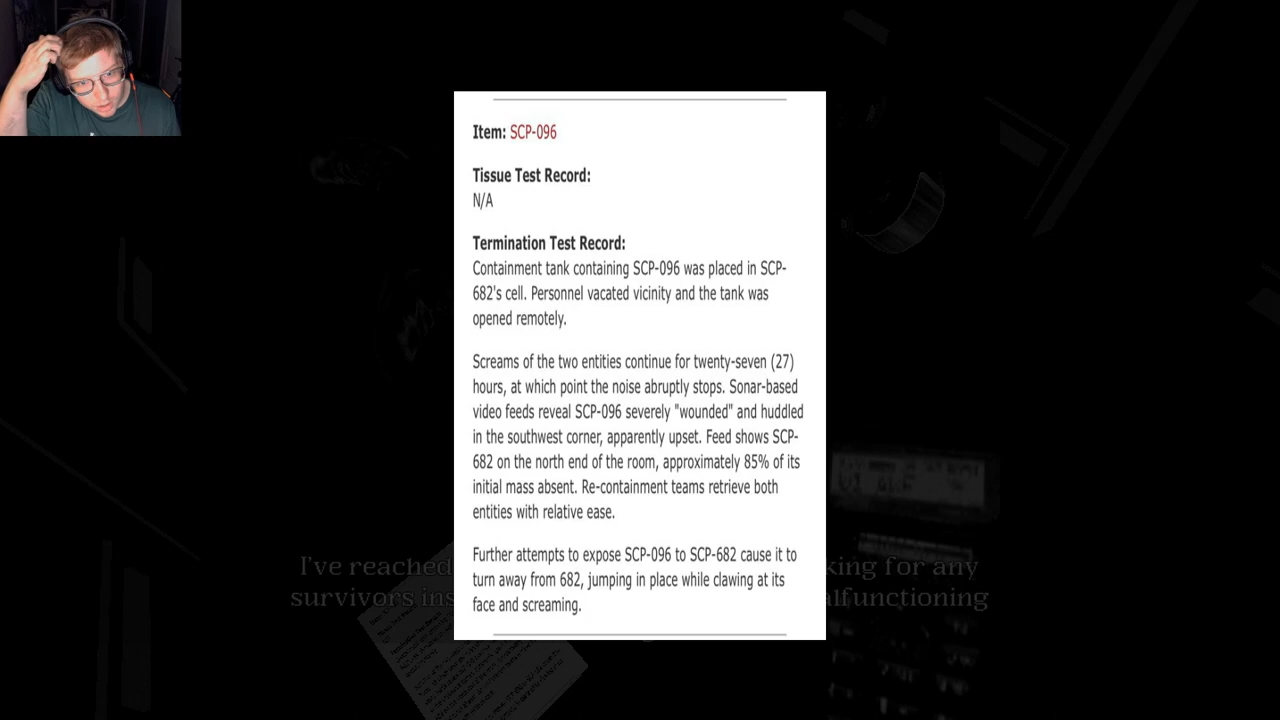 Item: SCP-096
Tissue Test Record:
N/A
Termination Test Record:
Containment tank containing SCP-096 was placed in SCP-
682's cell. Personnel vacated vicinity and the tank was
opened remotely.
Screams of the two entities continue for twenty-seven (27)
hours, at which point the noise abruptly stops. Sonar-based
video feeds reveal SCP-096 severely "wounded" and huddled
in the southwest corner, apparently upset. Feed shows SCP-
682 on the north end of the room, approximately 85% of its
initial mass absent. Re-containment teams retrieve both
entities with relative ease.
Further attempts to expose SCP-096 to SCP-682 cause it to
turn away from 682, jumping in place while clawing at its
face and screaming.
I've reached for any
survivors